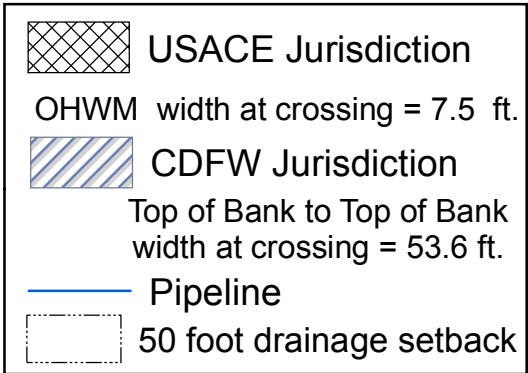 USACE Jurisdiction
OHWM width at crossing = 7.5 ft.
CDFW Jurisdiction
Top of Bank to Top of Bank
width at crossing = 53.6 ft.
Pipeline
50 foot drainage setback